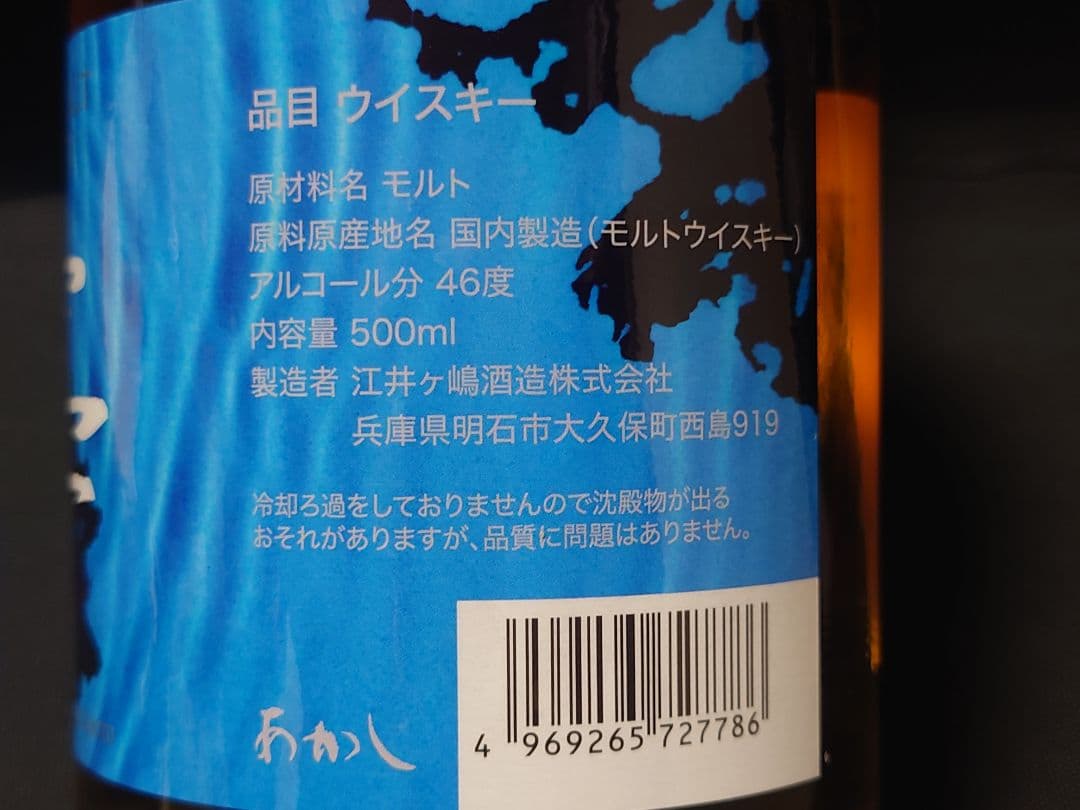 品目 ウイスキー
原材料名 モルト
原料原産地名 国内製造(モルトウイスキー)
アルコール分 46度
内容量 500ml
製造者 江井ヶ嶋酒造株式会社
兵庫県明石市大久保町西島919
冷却ろ過をしておりませんので沈殿物が出る
おそれがありますが、品質に問題はありません。
あかし
4 969265 727786